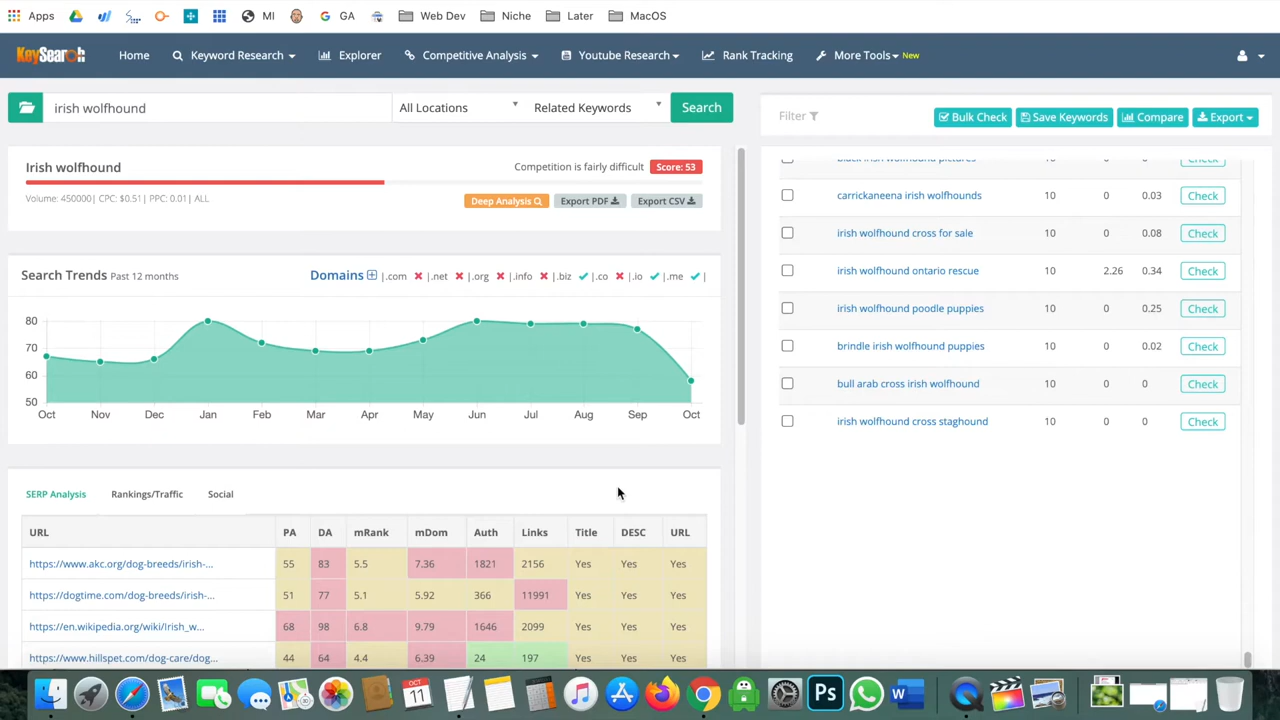 Apps MI GA Web Dev Niche Later MacOS
KeySearch Home Keyword Research Explorer Competitive Analysis Youtube Research Rank Tracking More Tools New
irish wolfhound All Locations Related Keywords Search
Filter Bulk Check Save Keywords Compare Export
Irish wolfhound Competition is fairly difficult Score: 53
Volume: 450000| CPC: $0.51| PPC: 0.01| ALL Deep Analysis Export PDF Export CSV
Search Trends Past 12 months Domains .com |.net |.org |.info |.biz |.co |.io |.me |
80
70
60
50
Oct Nov Dec Jan Feb Mar Apr May Jun Jul Aug Sep Oct
SERP Analysis Rankings/Traffic Social
URL PA DA mRank mDom Auth Links Title DESC URL
https://www.akc.org/dog-breeds/irish-... 55 83 5.5 7.36 1821 2156 Yes Yes Yes
https://dogtime.com/dog-breeds/irish-... 51 77 5.1 5.92 366 11991 Yes Yes Yes
https://en.wikipedia.org/wiki/Irish_w... 68 98 6.8 9.79 1646 2099 Yes Yes Yes
https://www.hillspet.com/dog-care/dog... 44 64 4.4 6.39 24 197 Yes Yes Yes
black irish wolfhound pictures 10 0 0.01 Check
carrickaneena irish wolfhounds 10 0 0.03 Check
irish wolfhound cross for sale 10 0 0.08 Check
irish wolfhound ontario rescue 10 2.26 0.34 Check
irish wolfhound poodle puppies 10 0 0.25 Check
brindle irish wolfhound puppies 10 0 0.02 Check
bull arab cross irish wolfhound 10 0 0 Check
irish wolfhound cross staghound 10 0 0 Check
OCT
11
Ps
W